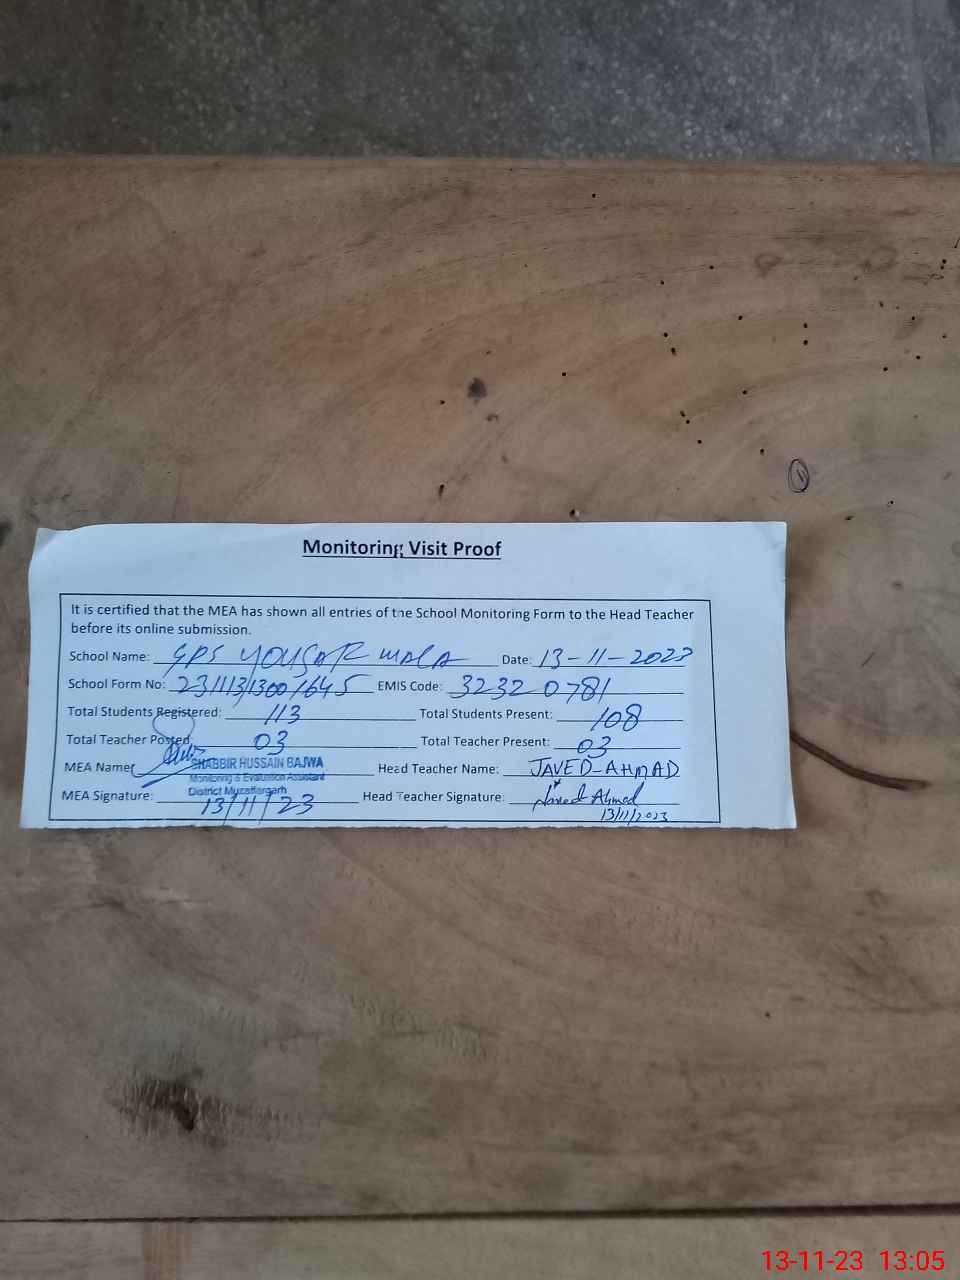 Monitoring Visit Proof
It is certified that the MEA has shown all entries of the School Monitoring Form to the Head Teacher
before its online submission.
School Name: GPS YOUSAF WALA Date: 13-11-2023
School Form No: 231113/1300/645 EMIS Code: 32320781
Total Students Registered: 113 Total Students Present: 108
Total Teacher Posted: 03 Total Teacher Present: 03
MEA Name: SHABBIR HUSSAIN BAJWA Head Teacher Name: JAVED-AHMAD
Monitoring & Evaluation Assistant
District Muzaffargarh
MEA Signature: 13/11/23 Head Teacher Signature: Javed Ahmed
13/11/2023
13-11-23 13:05